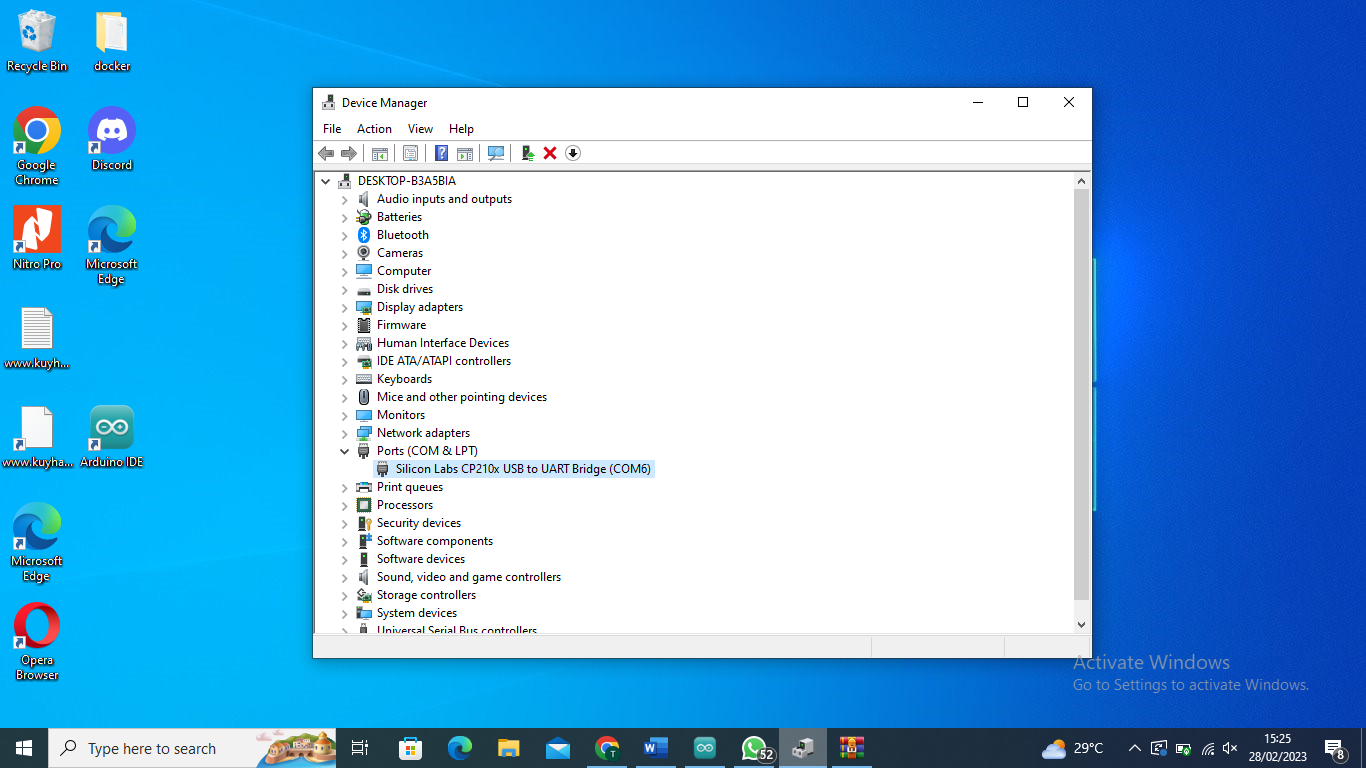 Recycle Bin
docker
Google
Chrome
Discord
Nitro Pro
Microsoft
Edge
www.kuyh...
www.kuyha...
Arduino IDE
Microsoft
Edge
Opera
Browser
Device Manager
File Action View Help
DESKTOP-B3A5BIA
Audio inputs and outputs
Batteries
Bluetooth
Cameras
Computer
Disk drives
Display adapters
Firmware
Human Interface Devices
IDE ATA/ATAPI controllers
Keyboards
Mice and other pointing devices
Monitors
Network adapters
Ports (COM & LPT)
Silicon Labs CP210x USB to UART Bridge (COM6)
Print queues
Processors
Security devices
Software components
Software devices
Sound, video and game controllers
Storage controllers
System devices
Universal Serial Bus controllers
Activate Windows
Go to Settings to activate Windows.
Type here to search
T
W
52
29°C
15:25
28/02/2023
8